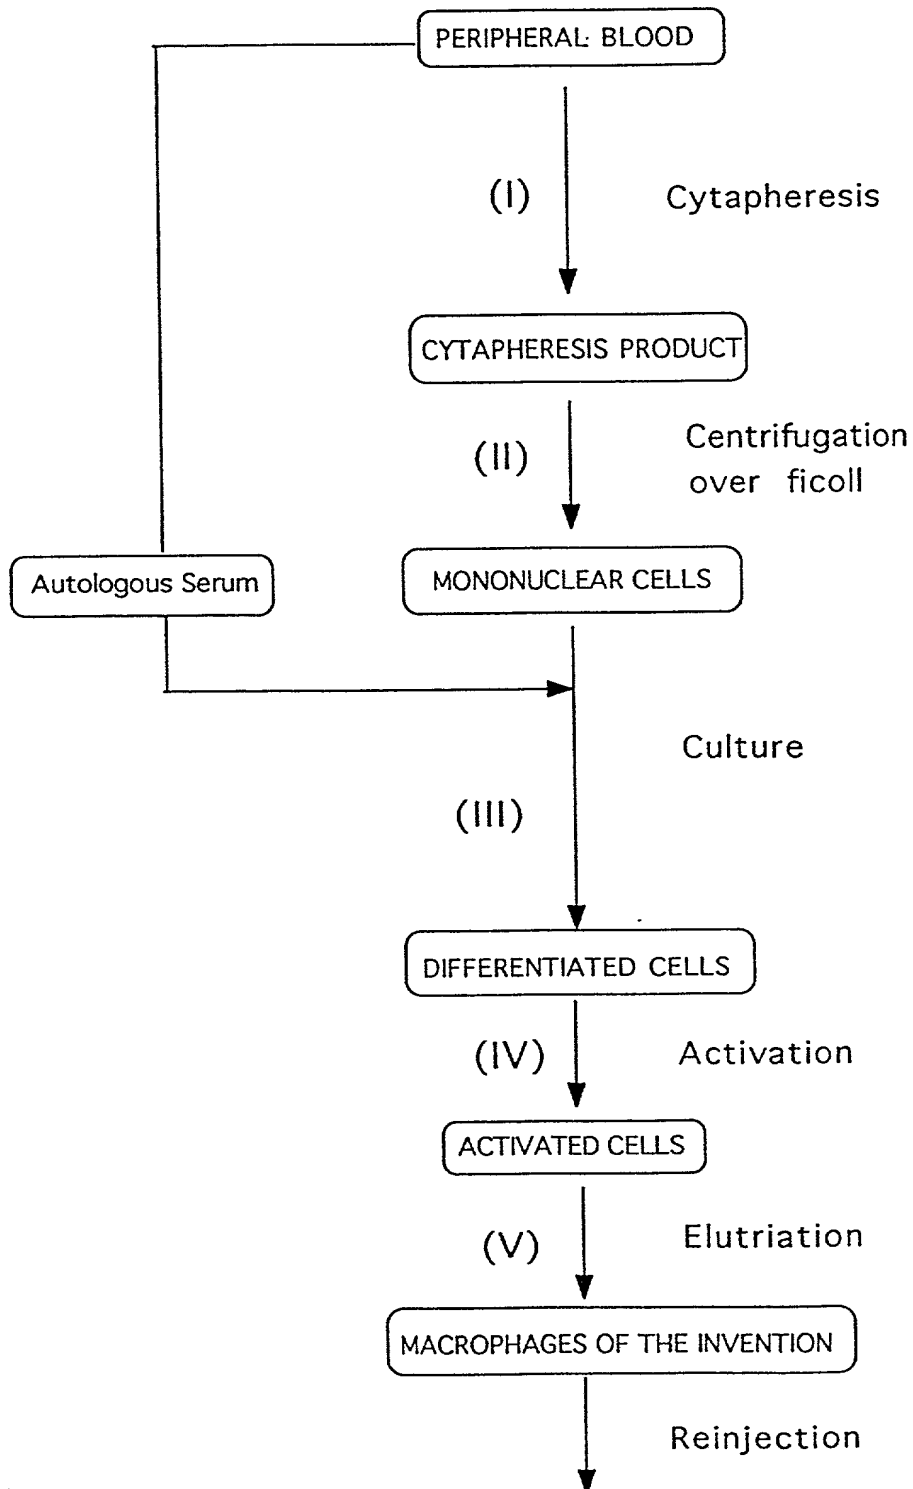 PERIPHERAL BLOOD
(I)
Cytapheresis
CYTAPHERESIS PRODUCT
(II)
Centrifugation
over ficoll
Autologous Serum
MONONUCLEAR CELLS
Culture
(III)
DIFFERENTIATED CELLS
(IV)
Activation
ACTIVATED CELLS
(V)
Elutriation
MACROPHAGES OF THE INVENTION
Reinjection